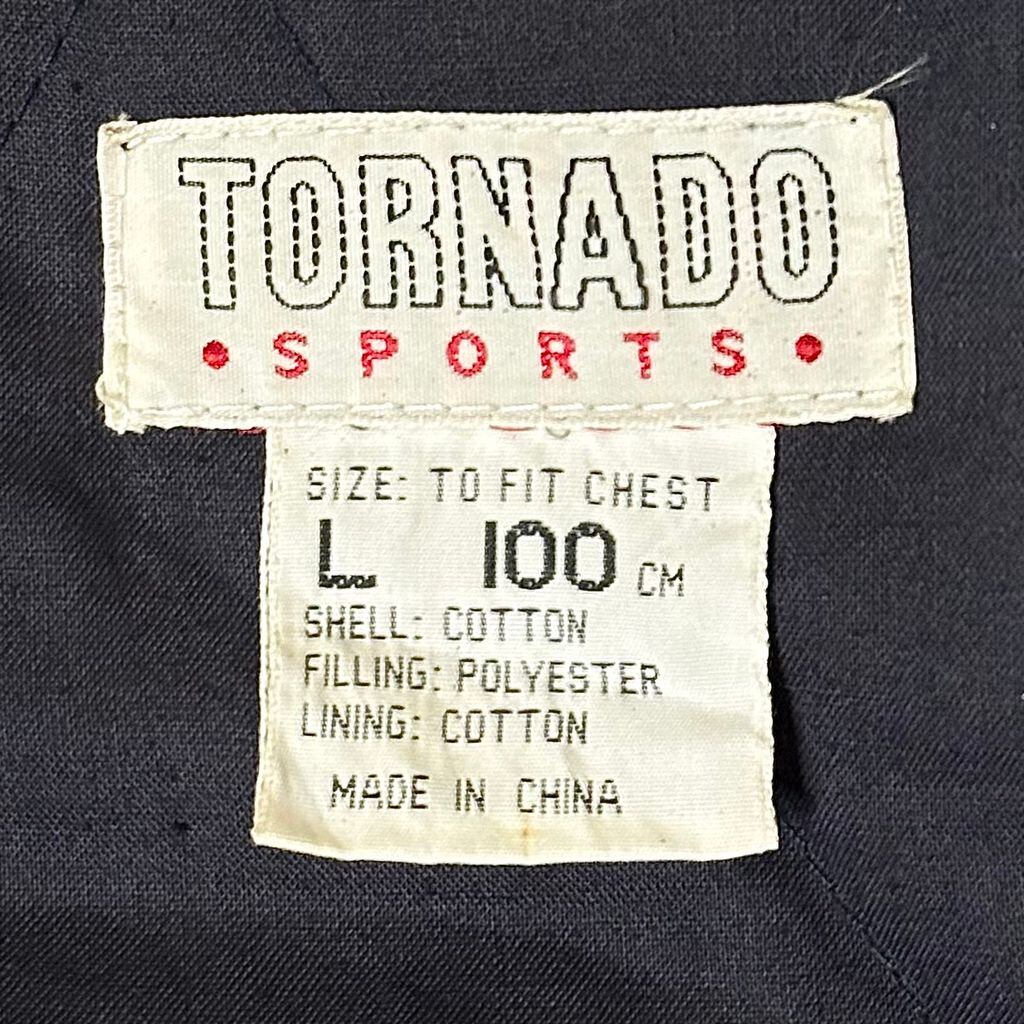 TORNADO
• SPORTS •
SIZE: TO FIT CHEST
L 100 CM
SHELL: COTTON
FILLING: POLYESTER
LINING: COTTON
MADE IN CHINA